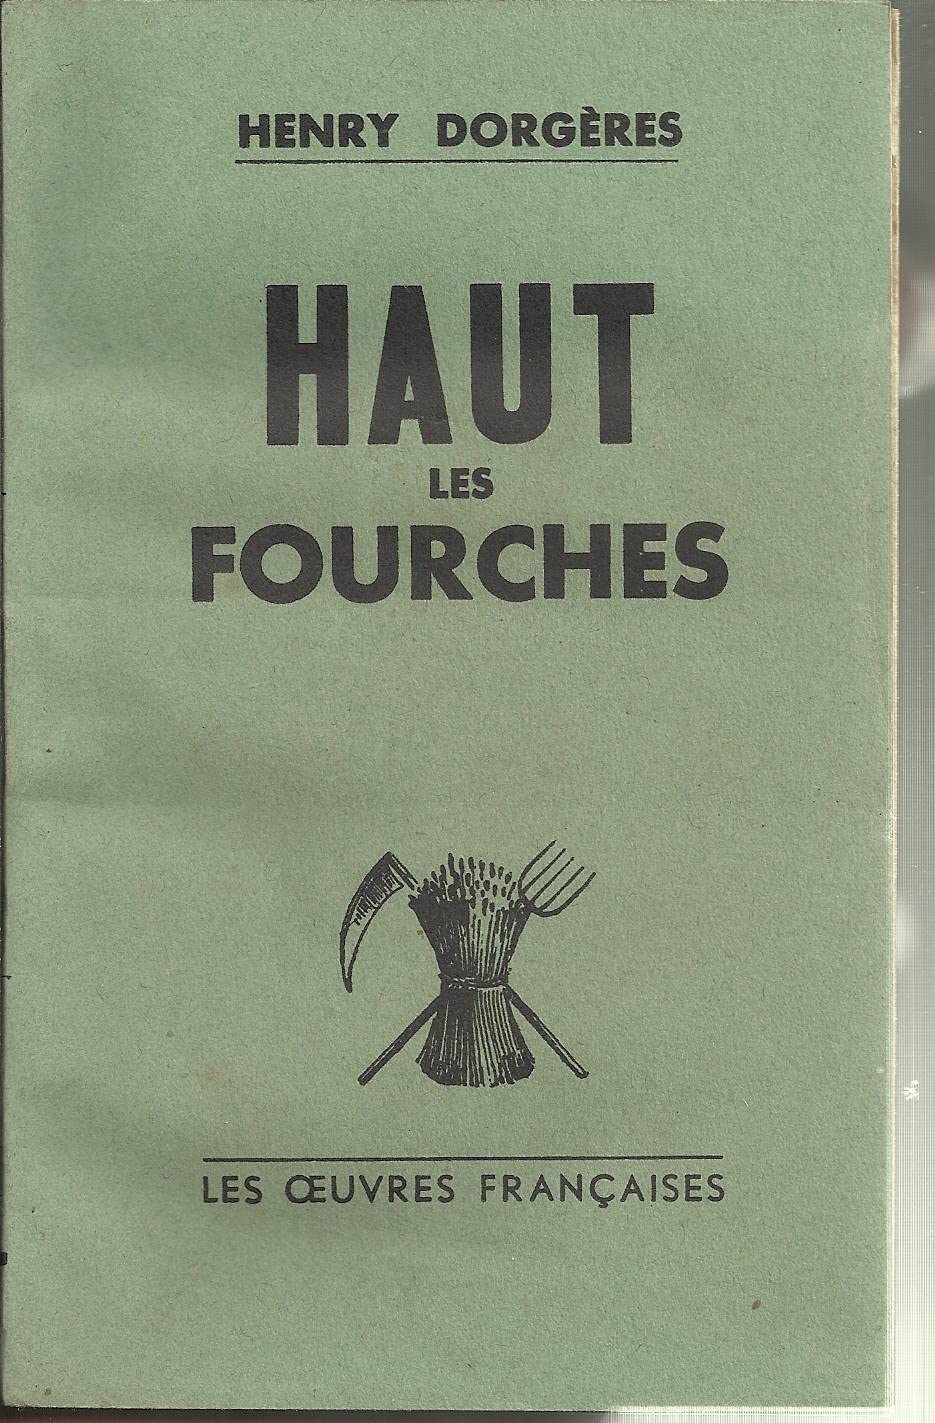 HENRY DORGÈRES
HAUT
LES
FOURCHES
LES ŒUVRES FRANÇAISES